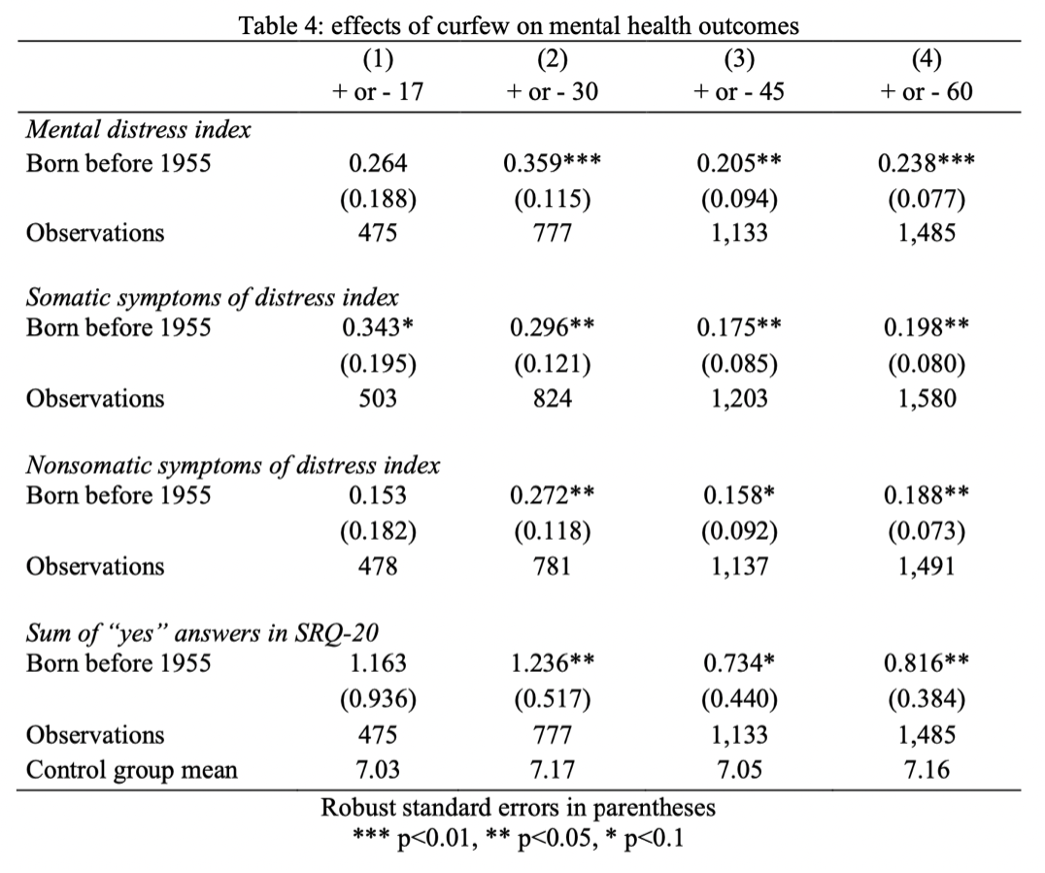 Table 4: effects of curfew on mental health outcomes
(1) (2) (3) (4)
+ or - 17 + or - 30 + or - 45 + or - 60
Mental distress index
Born before 1955 0.264 0.359*** 0.205** 0.238***
(0.188) (0.115) (0.094) (0.077)
Observations 475 777 1,133 1,485
Somatic symptoms of distress index
Born before 1955 0.343* 0.296** 0.175** 0.198**
(0.195) (0.121) (0.085) (0.080)
Observations 503 824 1,203 1,580
Nonsomatic symptoms of distress index
Born before 1955 0.153 0.272** 0.158* 0.188**
(0.182) (0.118) (0.092) (0.073)
Observations 478 781 1,137 1,491
Sum of “yes” answers in SRQ-20
Born before 1955 1.163 1.236** 0.734* 0.816**
(0.936) (0.517) (0.440) (0.384)
Observations 475 777 1,133 1,485
Control group mean 7.03 7.17 7.05 7.16
Robust standard errors in parentheses
*** p<0.01, ** p<0.05, * p<0.1